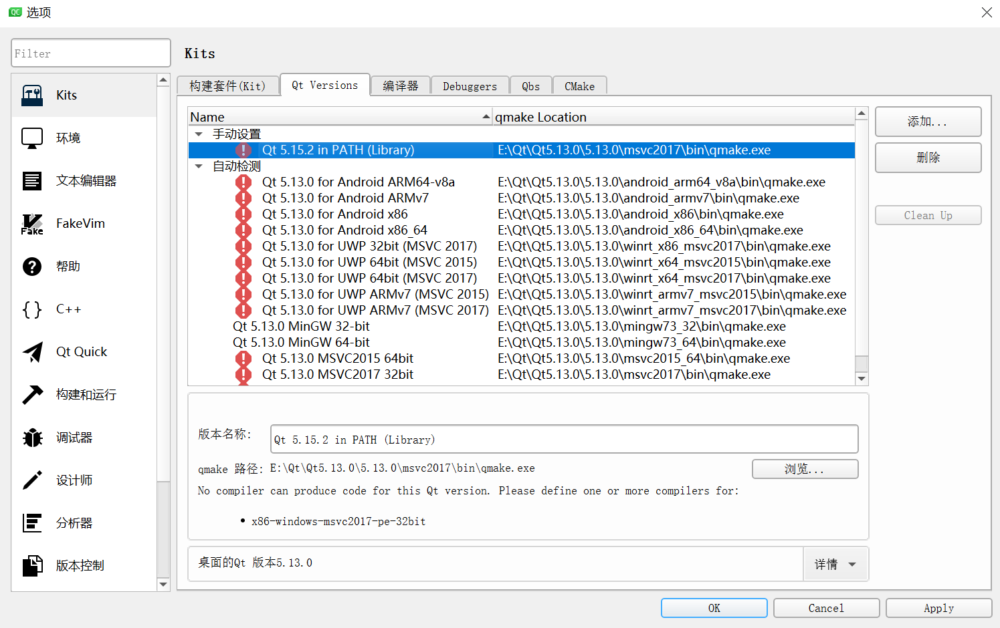 QC 选项
Filter
Kits
环境
文本编辑器
Fake
FakeVim
帮助
C++
Qt Quick
构建和运行
调试器
设计师
分析器
版本控制
Kits
构建套件(Kit)
Qt Versions
编译器
Debuggers
Qbs
CMake
Name
qmake Location
手动设置
Qt 5.15.2 in PATH (Library) E:\Qt\Qt5.13.0\5.13.0\msvc2017\bin\qmake.exe
自动检测
Qt 5.13.0 for Android ARM64-v8a E:\Qt\Qt5.13.0\5.13.0\android_arm64_v8a\bin\qmake.exe
Qt 5.13.0 for Android ARMv7 E:\Qt\Qt5.13.0\5.13.0\android_armv7\bin\qmake.exe
Qt 5.13.0 for Android x86 E:\Qt\Qt5.13.0\5.13.0\android_x86\bin\qmake.exe
Qt 5.13.0 for Android x86_64 E:\Qt\Qt5.13.0\5.13.0\android_x86_64\bin\qmake.exe
Qt 5.13.0 for UWP 32bit (MSVC 2017) E:\Qt\Qt5.13.0\5.13.0\winrt_x86_msvc2017\bin\qmake.exe
Qt 5.13.0 for UWP 64bit (MSVC 2015) E:\Qt\Qt5.13.0\5.13.0\winrt_x64_msvc2015\bin\qmake.exe
Qt 5.13.0 for UWP 64bit (MSVC 2017) E:\Qt\Qt5.13.0\5.13.0\winrt_x64_msvc2017\bin\qmake.exe
Qt 5.13.0 for UWP ARMv7 (MSVC 2015) E:\Qt\Qt5.13.0\5.13.0\winrt_armv7_msvc2015\bin\qmake.exe
Qt 5.13.0 for UWP ARMv7 (MSVC 2017) E:\Qt\Qt5.13.0\5.13.0\winrt_armv7_msvc2017\bin\qmake.exe
Qt 5.13.0 MinGW 32-bit E:\Qt\Qt5.13.0\5.13.0\mingw73_32\bin\qmake.exe
Qt 5.13.0 MinGW 64-bit E:\Qt\Qt5.13.0\5.13.0\mingw73_64\bin\qmake.exe
Qt 5.13.0 MSVC2015 64bit E:\Qt\Qt5.13.0\5.13.0\msvc2015_64\bin\qmake.exe
Qt 5.13.0 MSVC2017 32bit E:\Qt\Qt5.13.0\5.13.0\msvc2017\bin\qmake.exe
添加...
删除
Clean Up
版本名称: Qt 5.15.2 in PATH (Library)
qmake 路径: E:\Qt\Qt5.13.0\5.13.0\msvc2017\bin\qmake.exe 浏览...
No compiler can produce code for this Qt version. Please define one or more compilers for:
• x86-windows-msvc2017-pe-32bit
桌面的Qt 版本5.13.0 详情
OK
Cancel
Apply